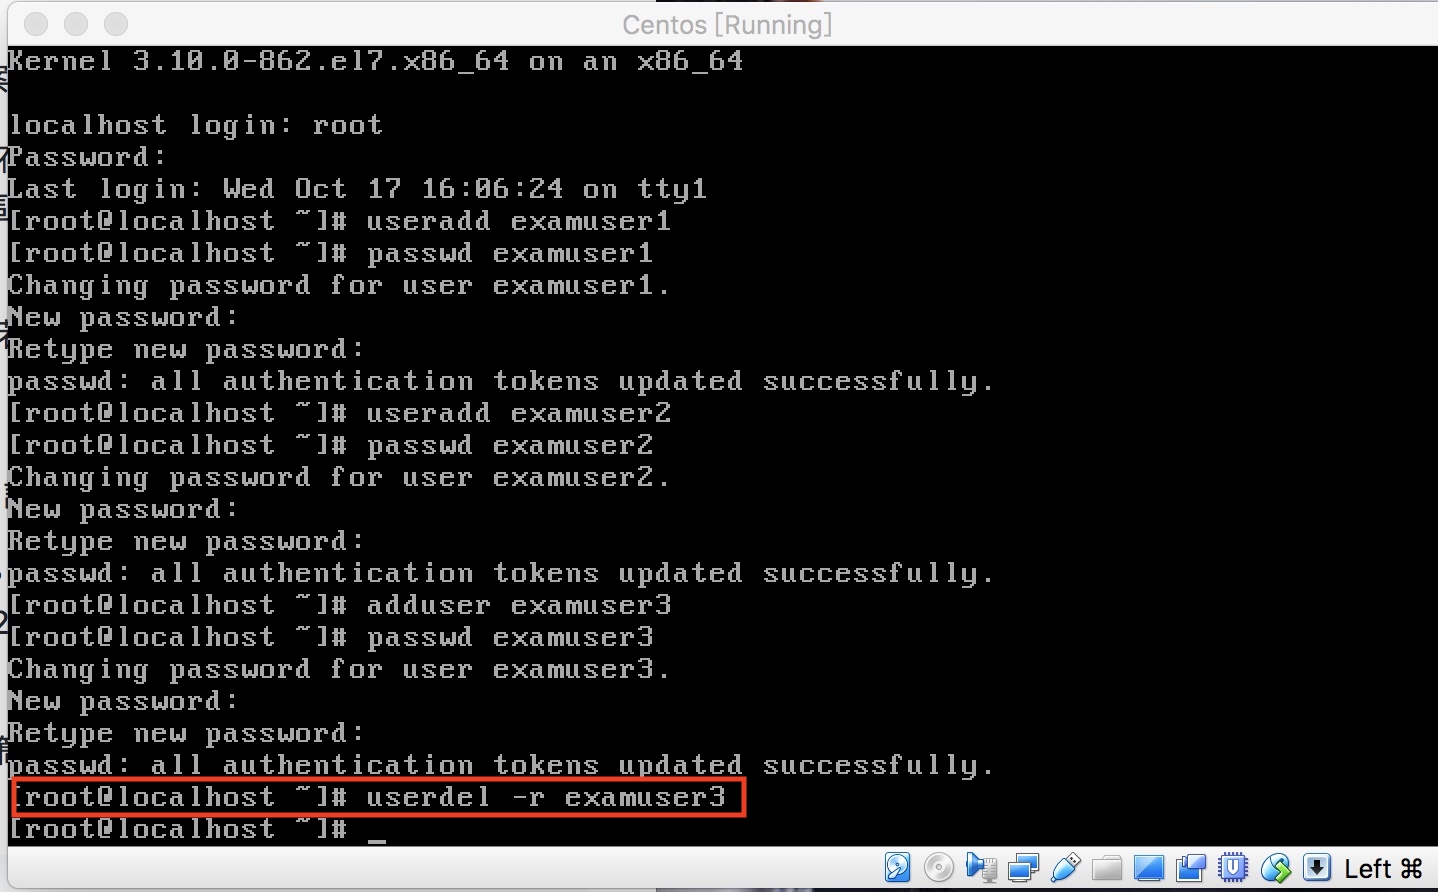 Centos [Running]
Kernel 3.10.0-862.el7.x86_64 on an x86_64
localhost login: root
Password:
Last login: Wed Oct 17 16:06:24 on tty1
[root@localhost ~]# useradd examuser1
[root@localhost ~]# passwd examuser1
Changing password for user examuser1.
New password:
Retype new password:
passwd: all authentication tokens updated successfully.
[root@localhost ~]# useradd examuser2
[root@localhost ~]# passwd examuser2
Changing password for user examuser2.
New password:
Retype new password:
passwd: all authentication tokens updated successfully.
[root@localhost ~]# adduser examuser3
[root@localhost ~]# passwd examuser3
Changing password for user examuser3.
New password:
Retype new password:
passwd: all authentication tokens updated successfully.
[root@localhost ~]# userdel -r examuser3
[root@localhost ~]# _
Left ⌘